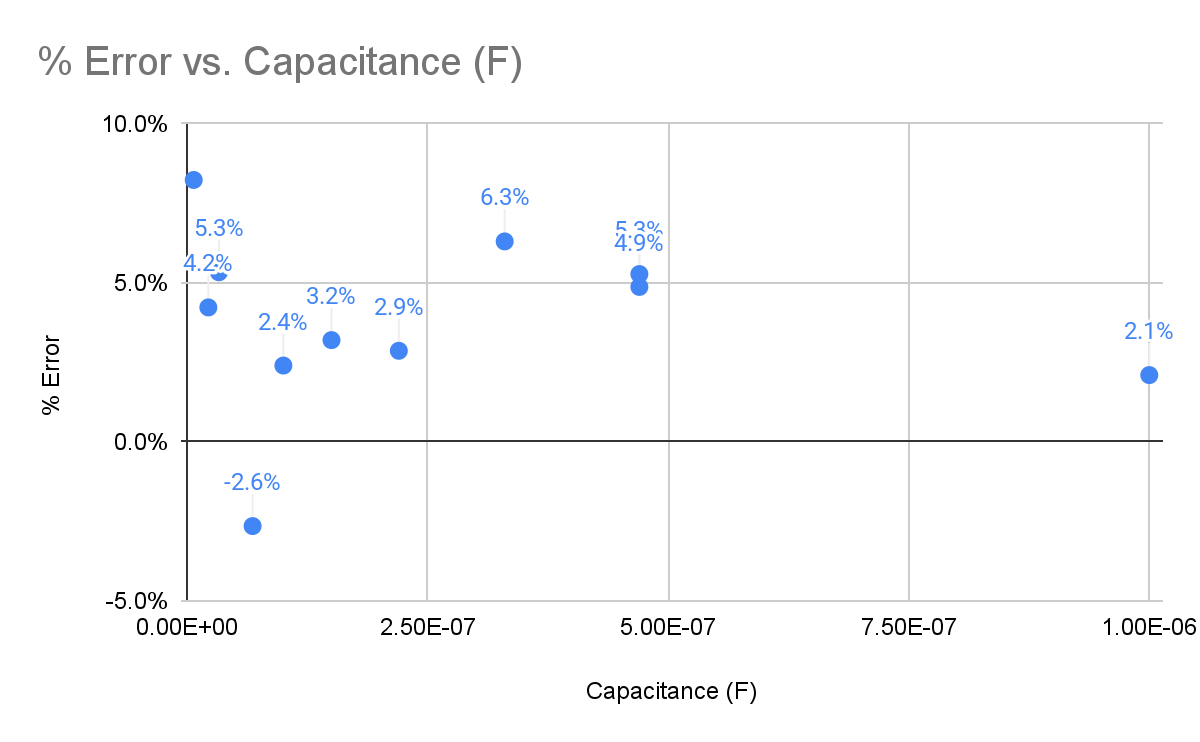 % Error vs. Capacitance (F)
10.0%
5.0%
0.0%
-5.0%
% Error
5.3%
4.2%
2.4%
3.2%
2.9%
-2.6%
6.3%
5.3%
4.9%
2.1%
0.00E+00
2.50E-07
5.00E-07
7.50E-07
1.00E-06
Capacitance (F)